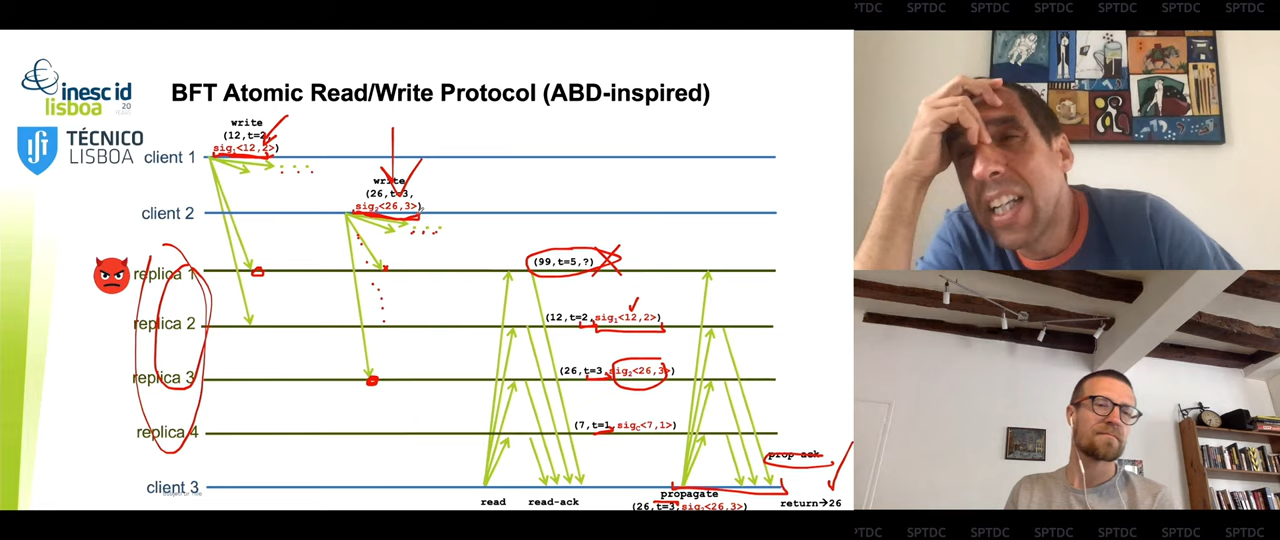 SPTDC SPTDC SPTDC SPTDC SPTDC SPTDC
inesc id
lisboa
20
BFT Atomic Read/Write Protocol (ABD-inspired)
TÉCNICO
LISBOA
write
(12,t=2,
sig₁<12,2>)
client 1
write
(26,t=3,
sig₂<26,3>)
client 2
replica 1
(99,t=5,?)
replica 2
(12,t=2,sig₁<12,2>)
replica 3
(26,t=3,sig₂<26,3>)
replica 4
(7,t=1,sigc<7,1>)
prop-ack
client 3
read
read-ack
propagate
(26,t=3,sig₂<26,3>)
return→26
PTDC SPTDC SPTDC SPTDC SPTDC SPTDC SPTDC